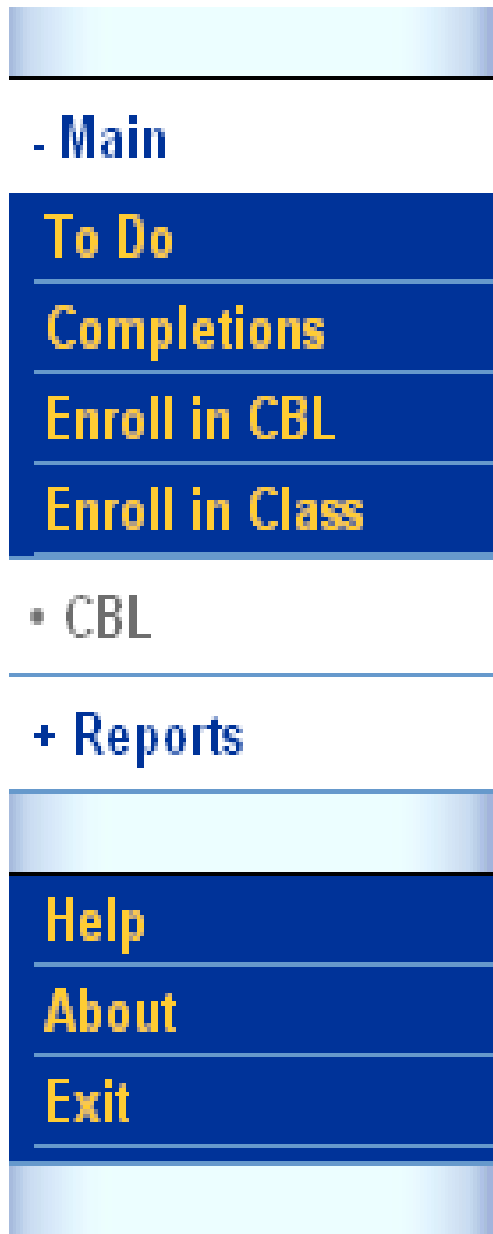 - Main
To Do
Completions
Enroll in CBL
Enroll in Class
• CBL
+ Reports
Help
About
Exit